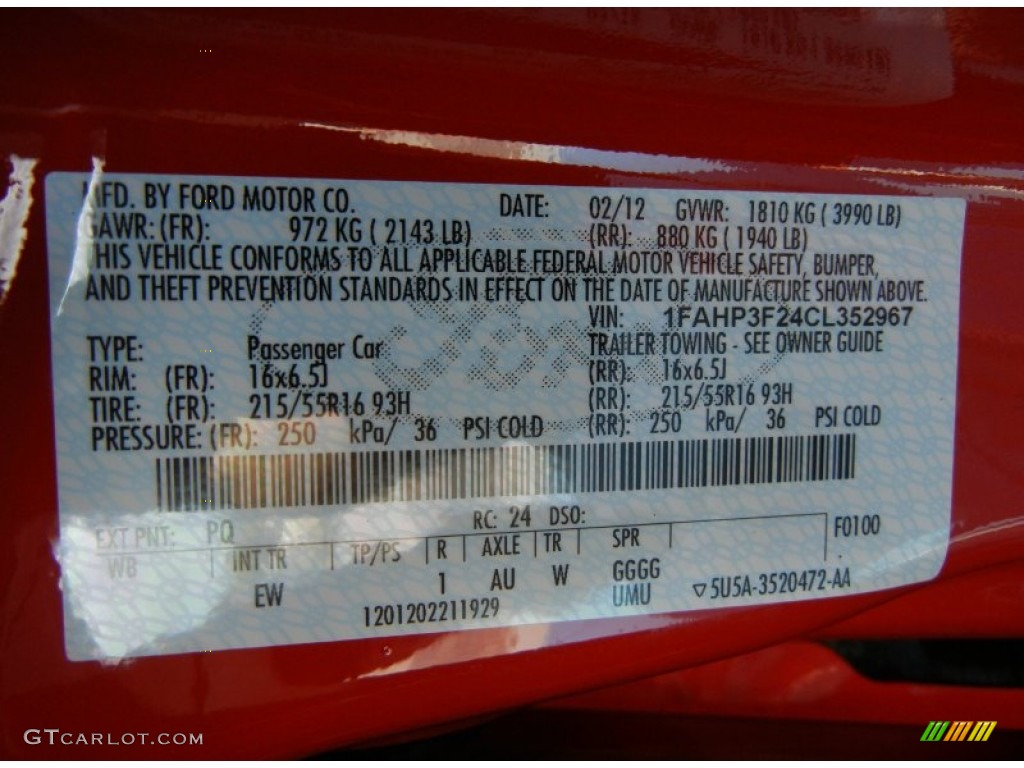 MFD. BY FORD MOTOR CO. DATE: 02/12 GVWR: 1810 KG ( 3990 LB)
GAWR: (FR): 972 KG ( 2143 LB) (RR): 880 KG ( 1940 LB)
THIS VEHICLE CONFORMS TO ALL APPLICABLE FEDERAL MOTOR VEHICLE SAFETY, BUMPER,
AND THEFT PREVENTION STANDARDS IN EFFECT ON THE DATE OF MANUFACTURE SHOWN ABOVE.
VIN: 1FAHP3F24CL352967
TYPE: Passenger Car TRAILER TOWING - SEE OWNER GUIDE
RIM: (FR): 16x6.5J (RR): 16x6.5J
TIRE: (FR): 215/55R16 93H (RR): 215/55R16 93H
PRESSURE: (FR): 250 kPa/ 36 PSI COLD (RR): 250 kPa/ 36 PSI COLD
EXT PNT: PQ RC: 24 DSO: F0100
WB INT TR TP/PS R AXLE TR SPR
EW 1 AU W GGGG
1201202211929 UMU ▽5U5A-3520472-AA
GTCARLOT.COM